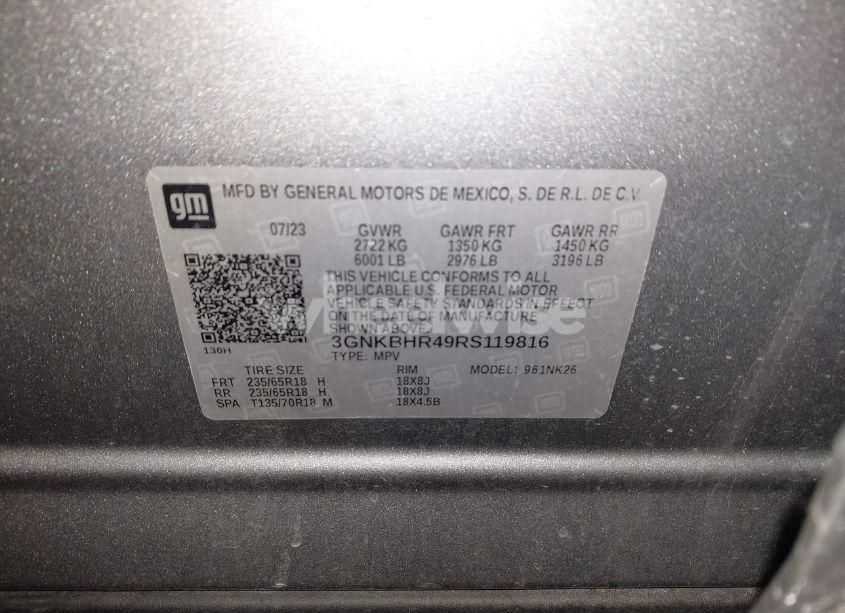 gm
MFD BY GENERAL MOTORS DE MEXICO, S. DE R.L. DE C.V.
07/23 GVWR GAWR FRT GAWR RR
2722 KG 1350 KG 1450 KG
6001 LB 2976 LB 3196 LB
THIS VEHICLE CONFORMS TO ALL
APPLICABLE U.S. FEDERAL MOTOR
VEHICLE SAFETY STANDARDS IN EFFECT
ON THE DATE OF MANUFACTURE
SHOWN ABOVE.
3GNKBHR49RS119816
130H
TYPE: MPV
TIRE SIZE RIM MODEL: 961NK26
FRT 235/65R18 H 18X8J
RR 235/65R18 H 18X8J
SPA T135/70R18 M 18X4.5B